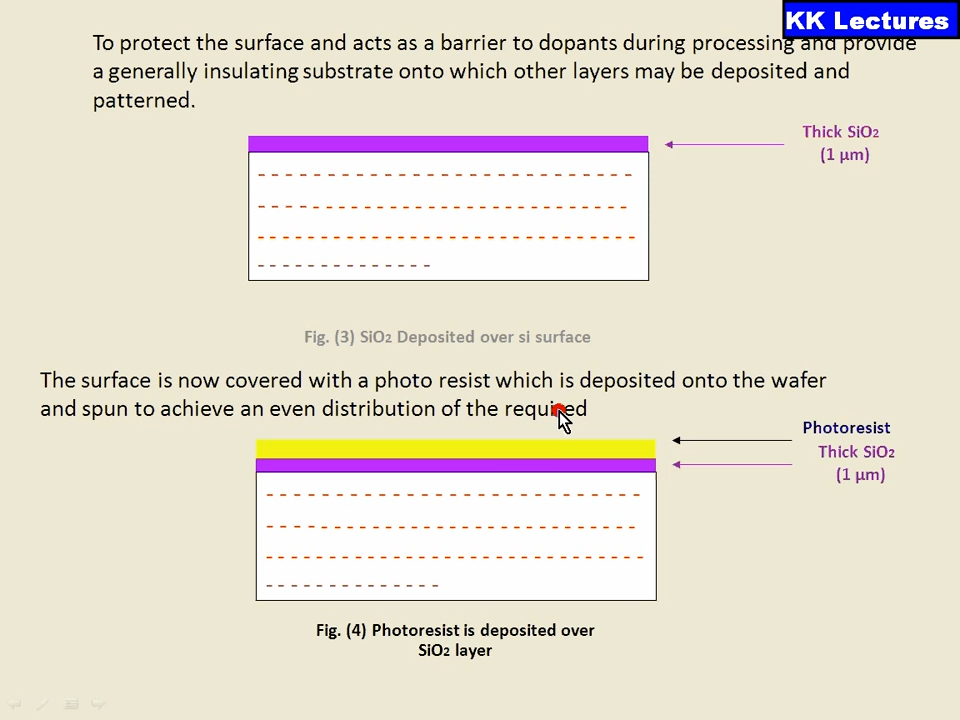 KK Lectures
To protect the surface and acts as a barrier to dopants during processing and provide
a generally insulating substrate onto which other layers may be deposited and
patterned.
Thick SiO2
(1 µm)
Fig. (3) SiO2 Deposited over si surface
The surface is now covered with a photo resist which is deposited onto the wafer
and spun to achieve an even distribution of the required
Photoresist
Thick SiO2
(1 µm)
Fig. (4) Photoresist is deposited over
SiO2 layer